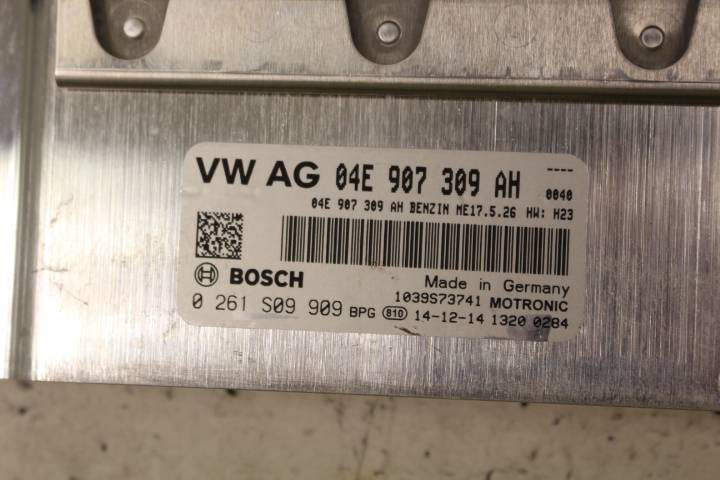 VW AG 04E 907 309 AH ----
0040
04E 907 309 AH BENZIN ME17.5.26 HW: H23
BOSCH
Made in Germany
1039S73741 MOTRONIC
0 261 S09 909 BPG 810 14-12-14 1320 0284